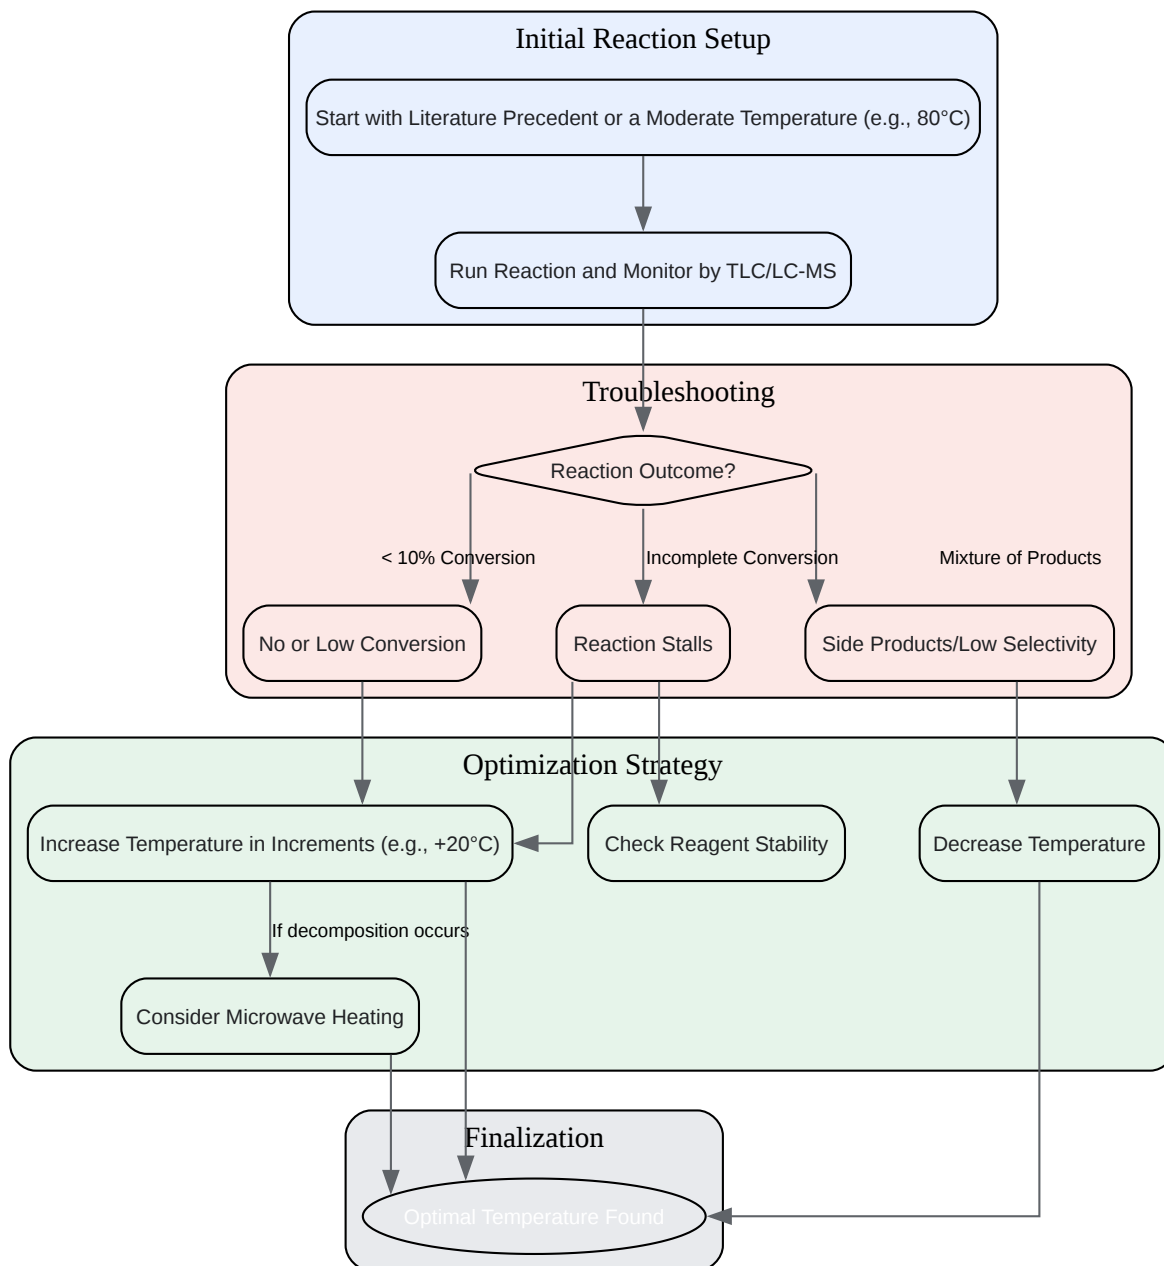 Initial Reaction Setup
Start with Literature Precedent or a Moderate Temperature (e.g., 80°C)
Run Reaction and Monitor by TLC/LC-MS
Troubleshooting
Reaction Outcome?
< 10% Conversion
Incomplete Conversion
Mixture of Products
No or Low Conversion
Reaction Stalls
Side Products/Low Selectivity
Optimization Strategy
Increase Temperature in Increments (e.g., +20°C)
Check Reagent Stability
Decrease Temperature
If decomposition occurs
Consider Microwave Heating
Finalization
Optimal Temperature Found